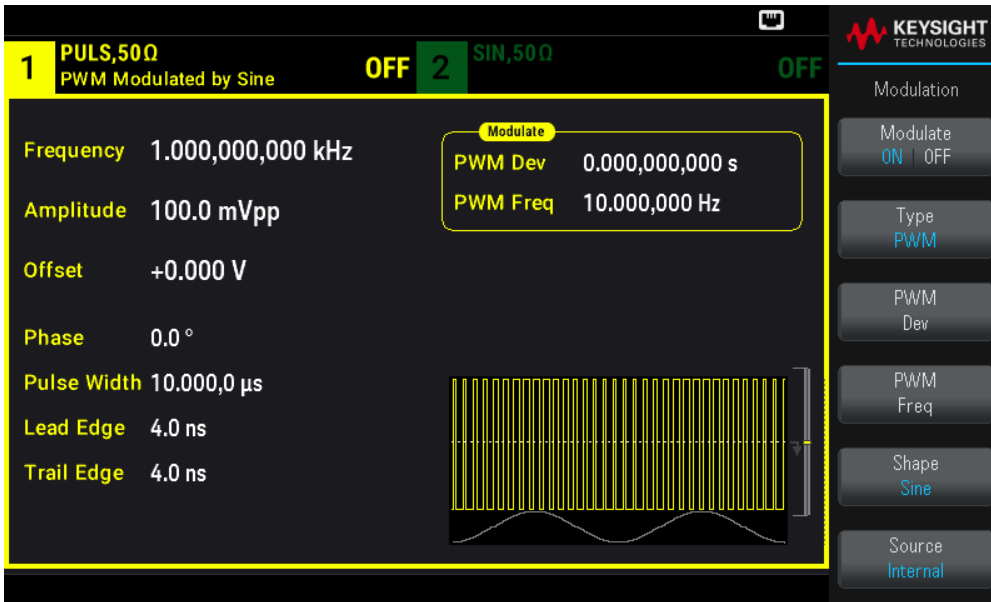 KEYSIGHT
TECHNOLOGIES
1 PULS,50Ω OFF
PWM Modulated by Sine
2 SIN,50Ω OFF
Frequency 1.000,000,000 kHz
Amplitude 100.0 mVpp
Offset +0.000 V
Phase 0.0 °
Pulse Width 10.000,0 µs
Lead Edge 4.0 ns
Trail Edge 4.0 ns
Modulate
PWM Dev 0.000,000,000 s
PWM Freq 10.000,000 Hz
Modulation
Modulate
ON | OFF
Type
PWM
PWM
Dev
PWM
Freq
Shape
Sine
Source
Internal